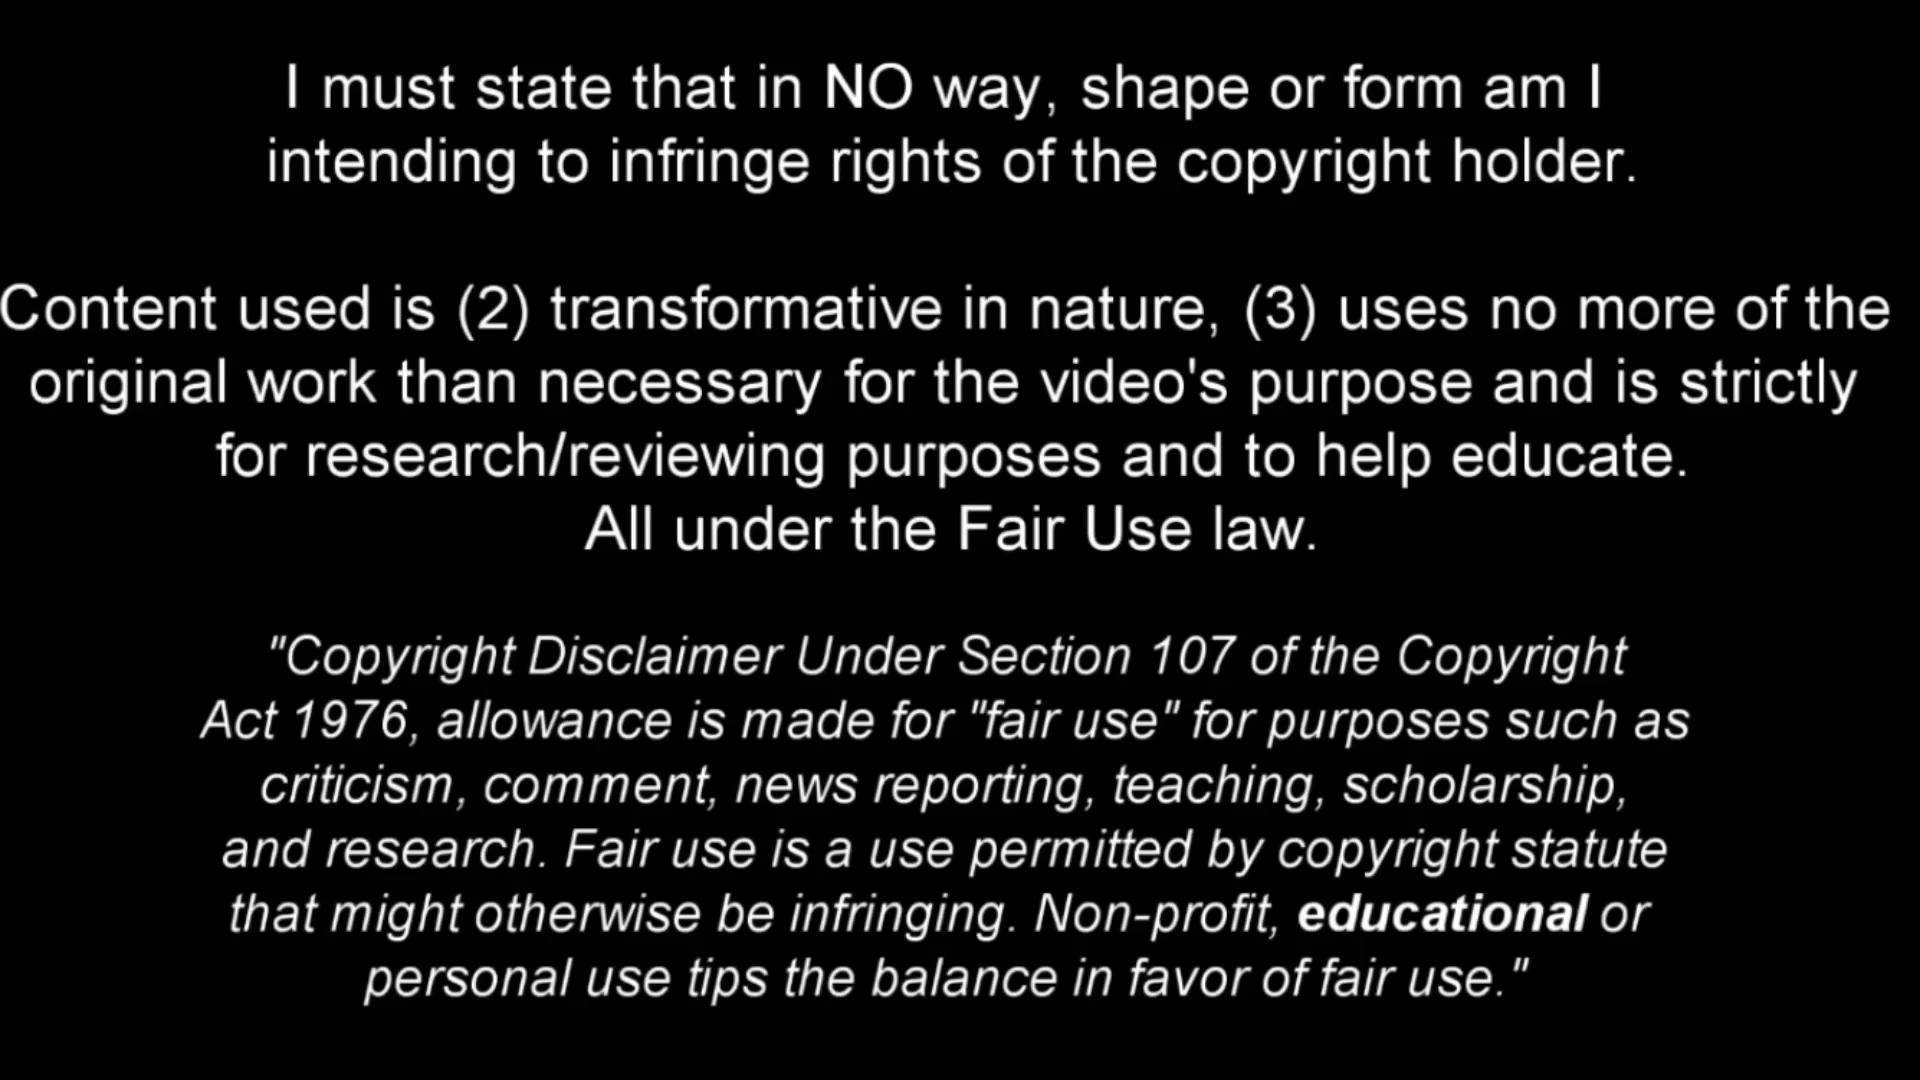 I must state that in NO way, shape or form am I
intending to infringe rights of the copyright holder.
Content used is (2) transformative in nature, (3) uses no more of the
original work than necessary for the video's purpose and is strictly
for research/reviewing purposes and to help educate.
All under the Fair Use law.
"Copyright Disclaimer Under Section 107 of the Copyright
Act 1976, allowance is made for "fair use" for purposes such as
criticism, comment, news reporting, teaching, scholarship,
and research. Fair use is a use permitted by copyright statute
that might otherwise be infringing. Non-profit, educational or
personal use tips the balance in favor of fair use."